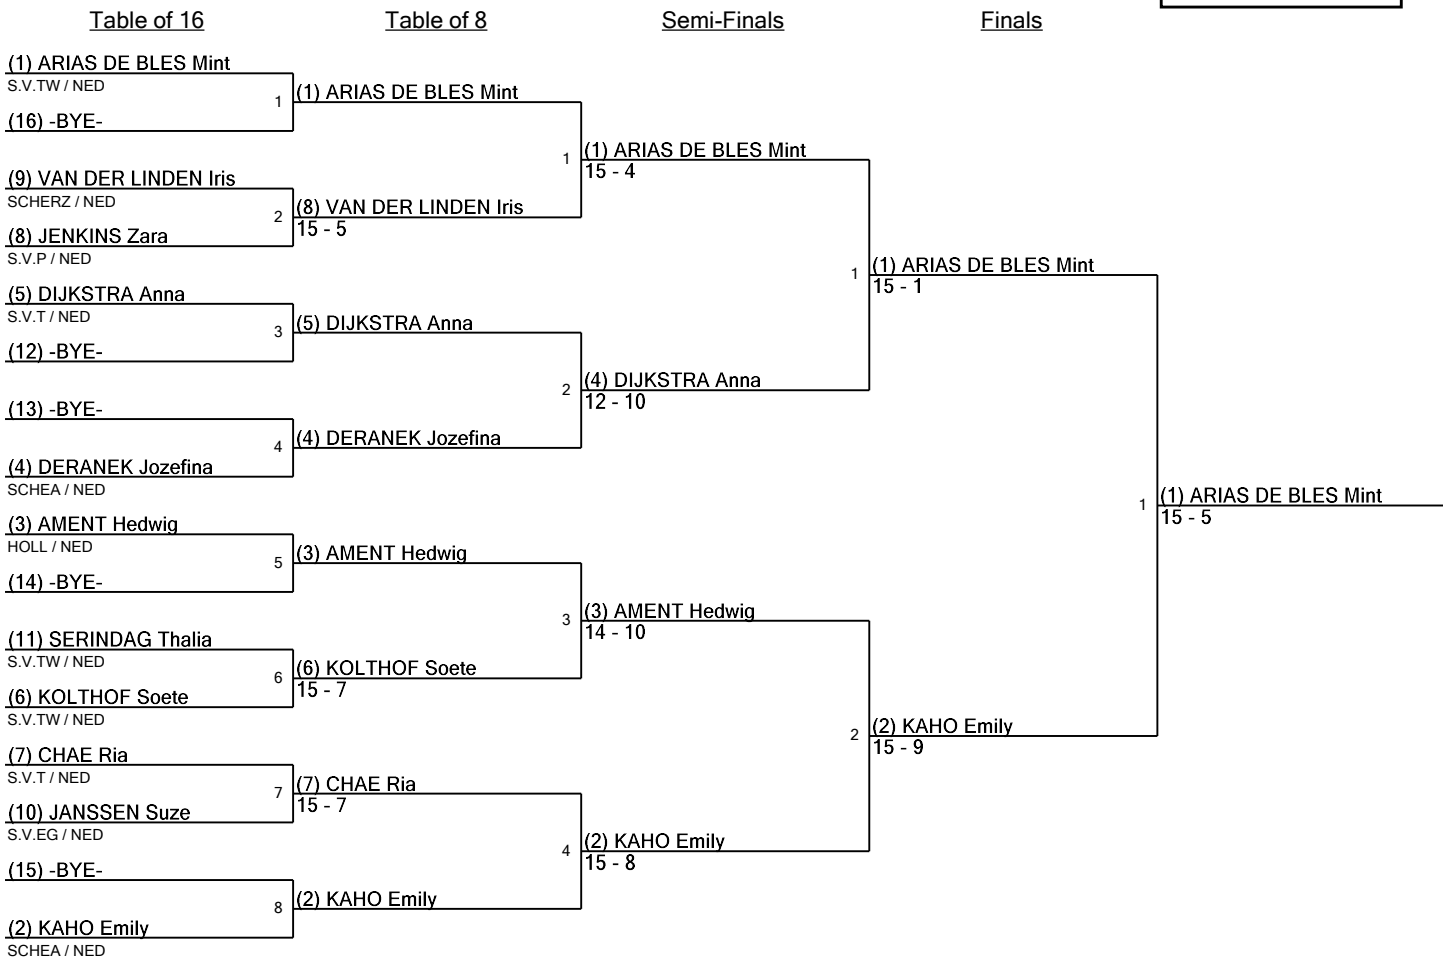 Table of 16
Table of 8
Semi-Finals
Finals
(1) ARIAS DE BLES Mint
S.V.TW / NED
1
(1) ARIAS DE BLES Mint
(16) -BYE-
1
(1) ARIAS DE BLES Mint
15 - 4
(9) VAN DER LINDEN Iris
SCHERZ / NED
2
(8) VAN DER LINDEN Iris
15 - 5
(8) JENKINS Zara
S.V.P / NED
1
(1) ARIAS DE BLES Mint
15 - 1
(5) DIJKSTRA Anna
S.V.T / NED
3
(5) DIJKSTRA Anna
(12) -BYE-
2
(4) DIJKSTRA Anna
12 - 10
(13) -BYE-
4
(4) DERANEK Jozefina
(4) DERANEK Jozefina
SCHEA / NED
1
(1) ARIAS DE BLES Mint
15 - 5
(3) AMENT Hedwig
HOLL / NED
5
(3) AMENT Hedwig
(14) -BYE-
3
(3) AMENT Hedwig
14 - 10
(11) SERINDAG Thalia
S.V.TW / NED
6
(6) KOLTHOF Soete
15 - 7
(6) KOLTHOF Soete
S.V.TW / NED
2
(2) KAHO Emily
15 - 9
(7) CHAE Ria
S.V.T / NED
7
(7) CHAE Ria
15 - 7
(10) JANSSEN Suze
S.V.EG / NED
4
(2) KAHO Emily
15 - 8
(15) -BYE-
8
(2) KAHO Emily
(2) KAHO Emily
SCHEA / NED